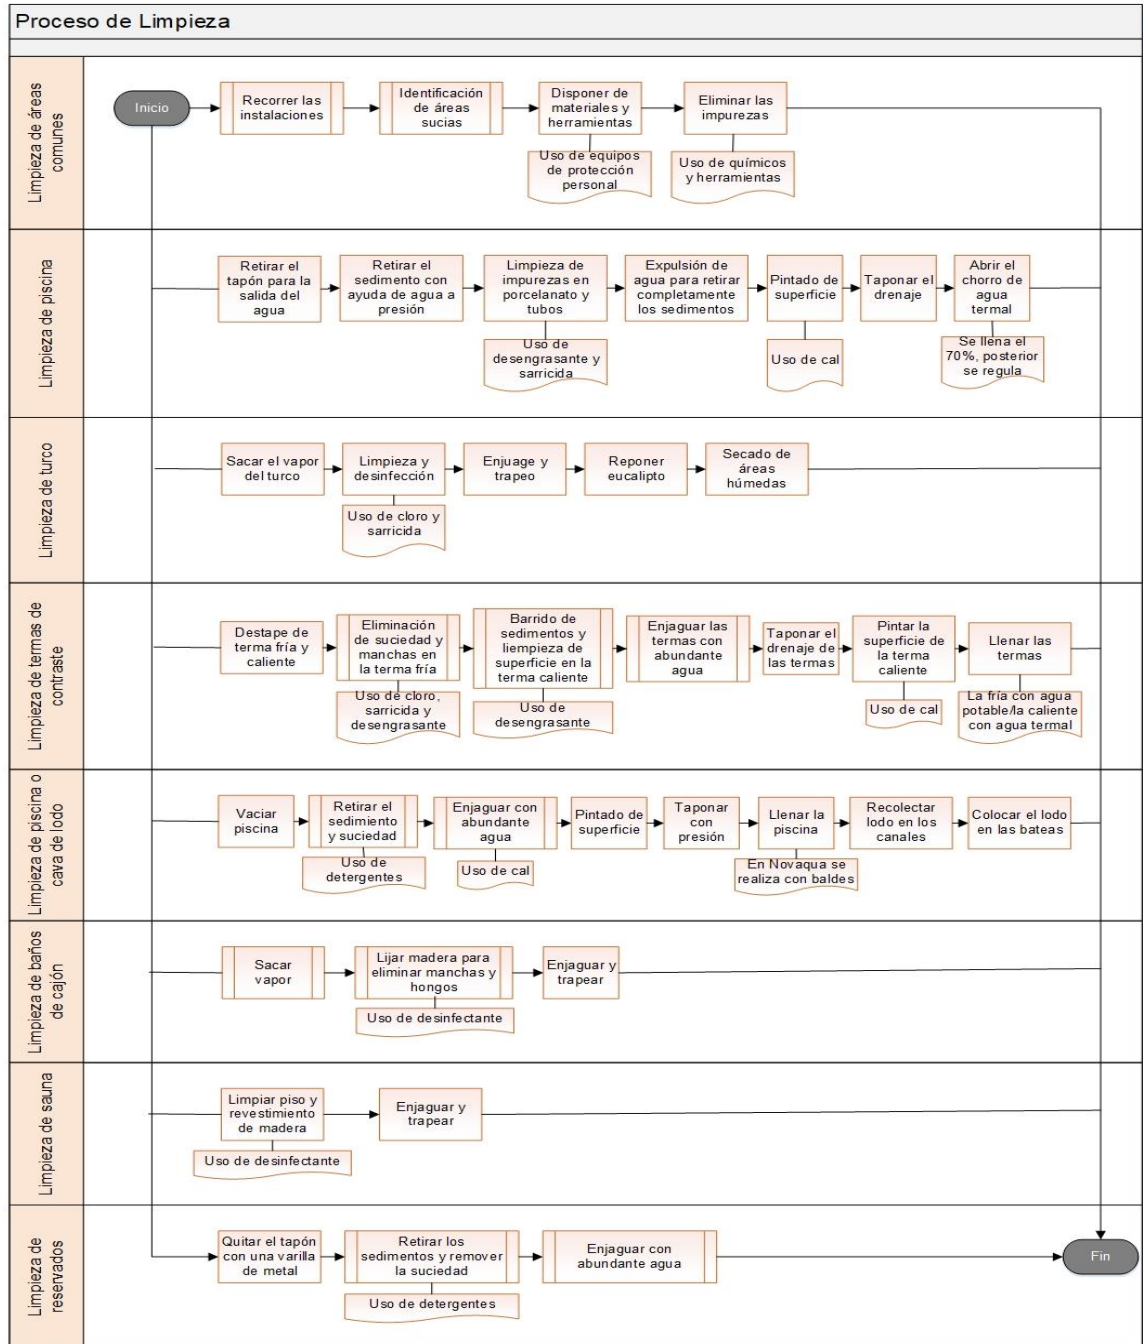 Proceso de Limpieza
Limpieza de áreas
comunes
Inicio
Recorrer las
instalaciones
Identificación
de áreas
sucias
Disponer de
materiales y
herramientas
Eliminar las
impurezas
Uso de equipos
de protección
personal
Uso de químicos
y herramientas
Limpieza de piscina
Retirar el
tapón para la
salida del
agua
Retirar el
sedimento con
ayuda de agua a
presión
Limpieza de
impurezas en
porcelanato y
tubos
Expulsión de
agua para retirar
completamente
los sedimentos
Pintado de
superficie
Taponar el
drenaje
Abrir el
chorro de
agua
termal
Uso de
desengrasante y
sarricida
Uso de cal
Se llena el
70%, posterior
se regula
Limpieza de turco
Sacar el vapor
del turco
Limpieza y
desinfección
Enjuage y
trapeo
Reponer
eucalipto
Secado de
áreas
húmedas
Uso de cloro y
sarricida
Limpieza de termas de
contraste
Destape de
terma fría y
caliente
Eliminación
de suciedad y
manchas en
la terma fría
Barrido de
sedimentos y
liempieza de
superficie en la
terma caliente
Enjaguar las
termas con
abundante
agua
Taponar el
drenaje de
las termas
Pintar la
superficie de
la terma
caliente
Llenar las
termas
Uso de cloro,
sarricida y
desengrasante
Uso de
desengrasante
Uso de cal
La fría con agua
potable/la caliente
con agua termal
Limpieza de piscina o
cava de lodo
Vaciar
piscina
Retirar el
sedimiento
y suciedad
Enjaguar con
abundante
agua
Pintado de
superficie
Taponar
con
presión
Llenar la
piscina
Recolectar
lodo en los
canales
Colocar el lodo
en las bateas
Uso de
detergentes
Uso de cal
En Novaqua se
realiza con baldes
Limpieza de baños
de cajón
Sacar
vapor
Lijar madera para
eliminar manchas y
hongos
Enjaguar y
trapear
Uso de desinfectante
Limpieza de sauna
Limpiar piso y
revestimiento
de madera
Enjaguar y
trapear
Uso de desinfectante
Limpieza de
reservados
Quitar el tapón
con una varilla
de metal
Retirar los
sedimentos y remover
la suciedad
Enjaguar con
abundante agua
Fin
Uso de detergentes